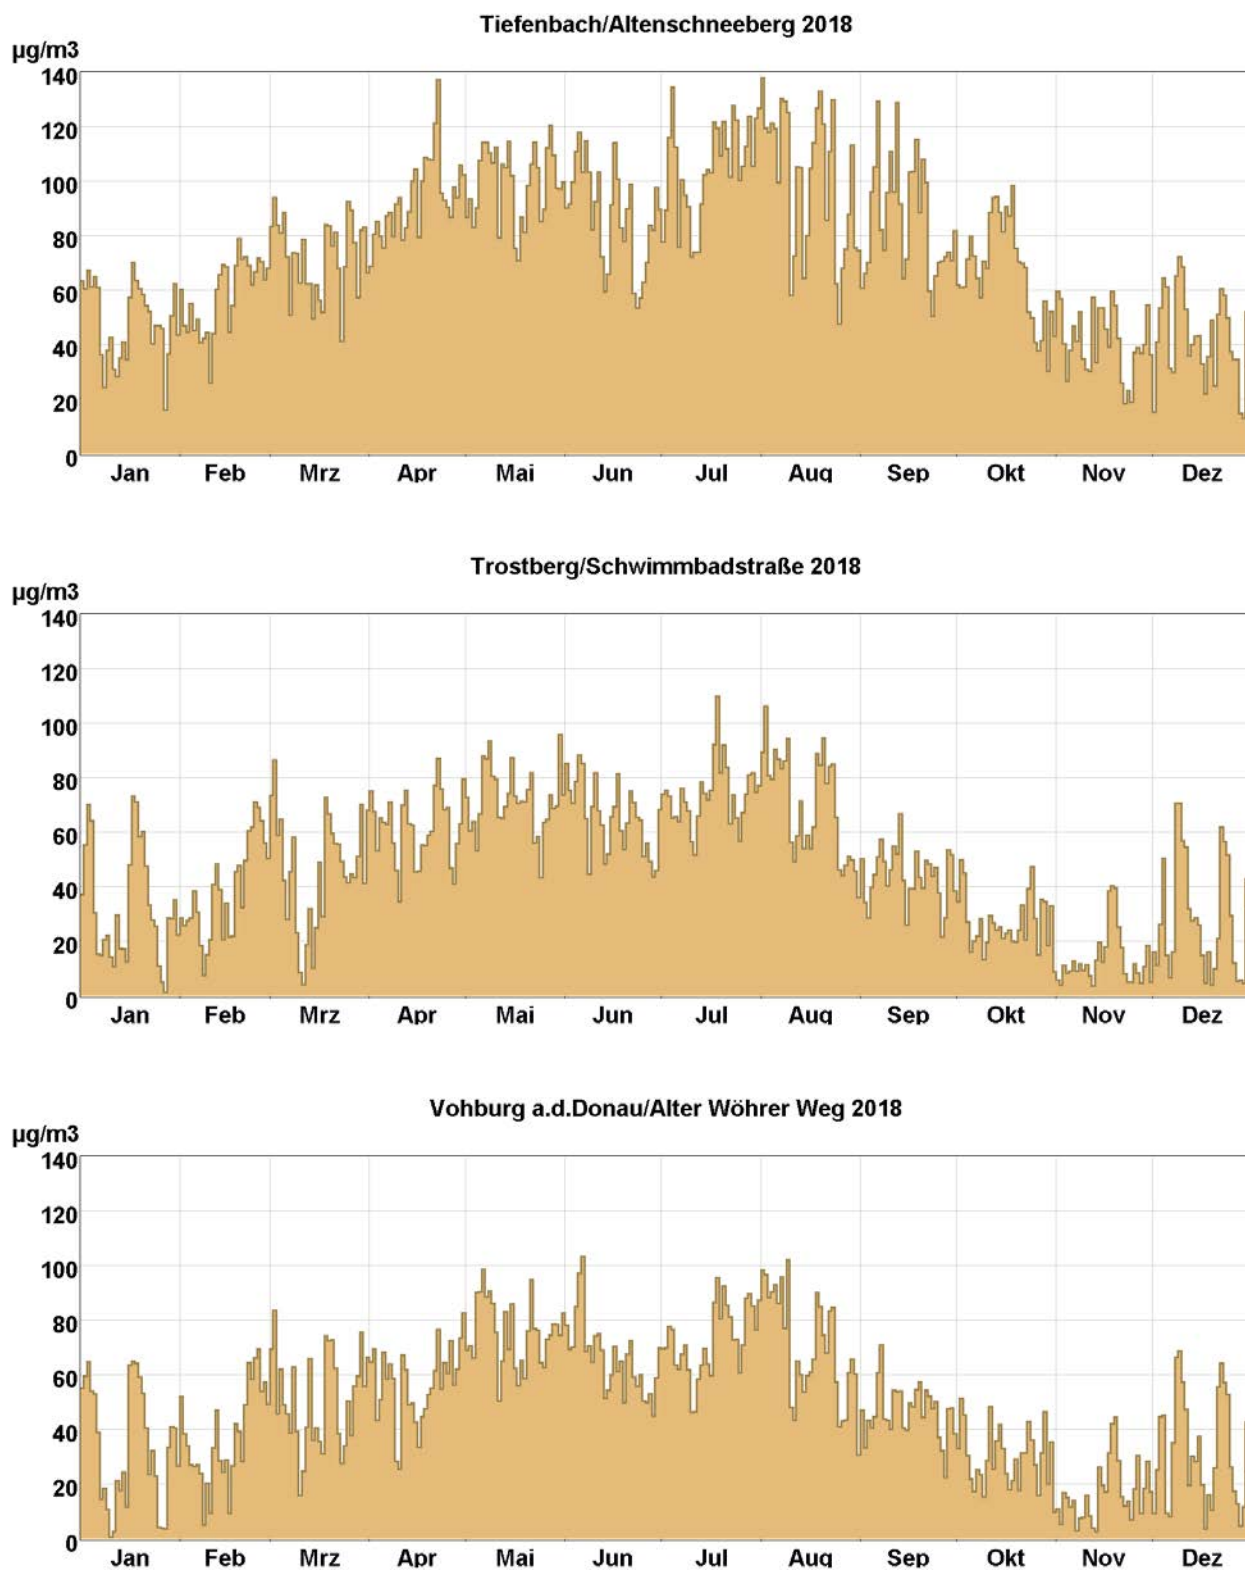 Tiefenbach/Altenschneeberg 2018
µg/m3
140
120
100
80
60
40
20
0
Jan Feb Mrz Apr Mai Jun Jul Aug Sep Okt Nov Dez
Trostberg/Schwimmbadstraße 2018
µg/m3
140
120
100
80
60
40
20
0
Jan Feb Mrz Apr Mai Jun Jul Aug Sep Okt Nov Dez
Vohburg a.d.Donau/Alter Wöhrer Weg 2018
µg/m3
140
120
100
80
60
40
20
0
Jan Feb Mrz Apr Mai Jun Jul Aug Sep Okt Nov Dez